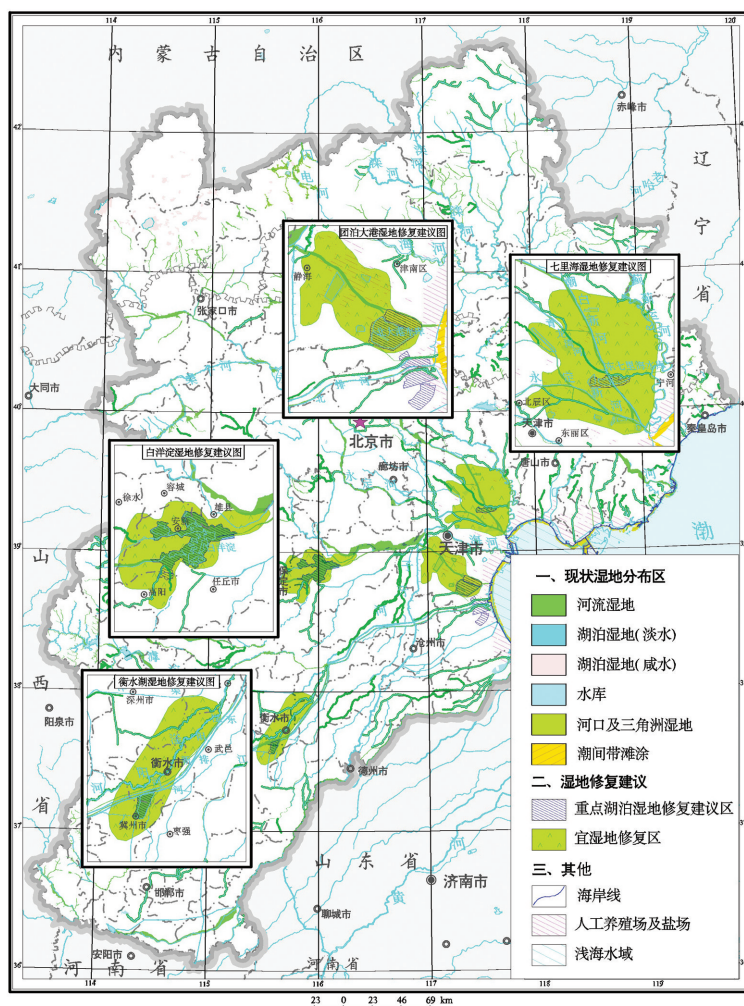 114 115 116 117 118 119 120
内蒙古自治区
赤峰市
42
辽宁省
团泊大港湿地修复建议图
静海
津南区
七里海湿地修复建议图
宁河
北辰区
天津市
东丽区
41
张家口市
大同市
40
北京市
秦皇岛市
廊坊市
唐山市
白洋淀湿地修复建议图
容城
徐水
雄县
安新
白洋淀
高阳
任丘市
39
天津市
渤
山西省
保定市
沧州市
38
衡水湖湿地修复建议图
深州市
武邑
衡水市
冀州市
枣强
衡水市
阳泉市
德州市
37
山东省
济南市
邯郸市
聊城市
安阳市
36
河南省
河南省
一、现状湿地分布区
河流湿地
湖泊湿地(淡水)
湖泊湿地(咸水)
水库
河口及三角洲湿地
潮间带滩涂
二、湿地修复建议
重点湖泊湿地修复建议区
宜湿地修复区
三、其他
海岸线
人工养殖场及盐场
浅海水域
114 115 116 117 118 119
23 0 23 46 69 km